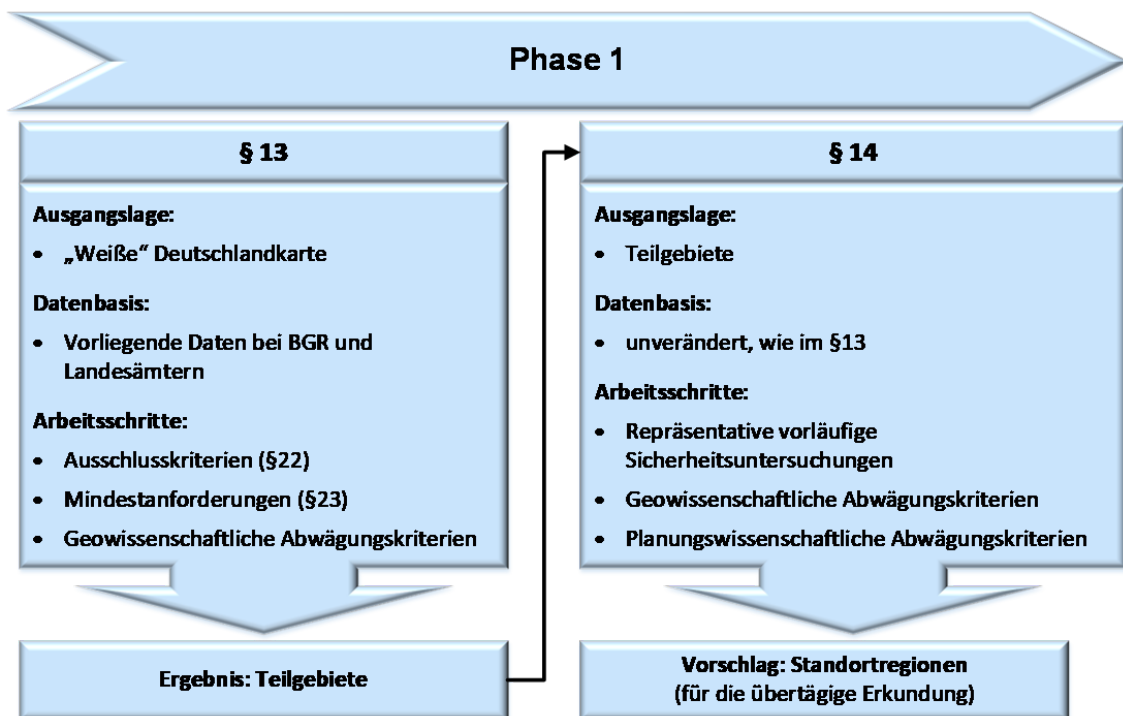 Phase 1
§ 13
Ausgangslage:
• „Weiße“ Deutschlandkarte
Datenbasis:
• Vorliegende Daten bei BGR und
Landesämtern
Arbeitsschritte:
• Ausschlusskriterien (§22)
• Mindestanforderungen (§23)
• Geowissenschaftliche Abwägungskriterien
Ergebnis: Teilgebiete
§ 14
Ausgangslage:
• Teilgebiete
Datenbasis:
• unverändert, wie im §13
Arbeitsschritte:
• Repräsentative vorläufige
Sicherheitsuntersuchungen
• Geowissenschaftliche Abwägungskriterien
• Planungswissenschaftliche Abwägungskriterien
Vorschlag: Standortregionen
(für die übertägige Erkundung)